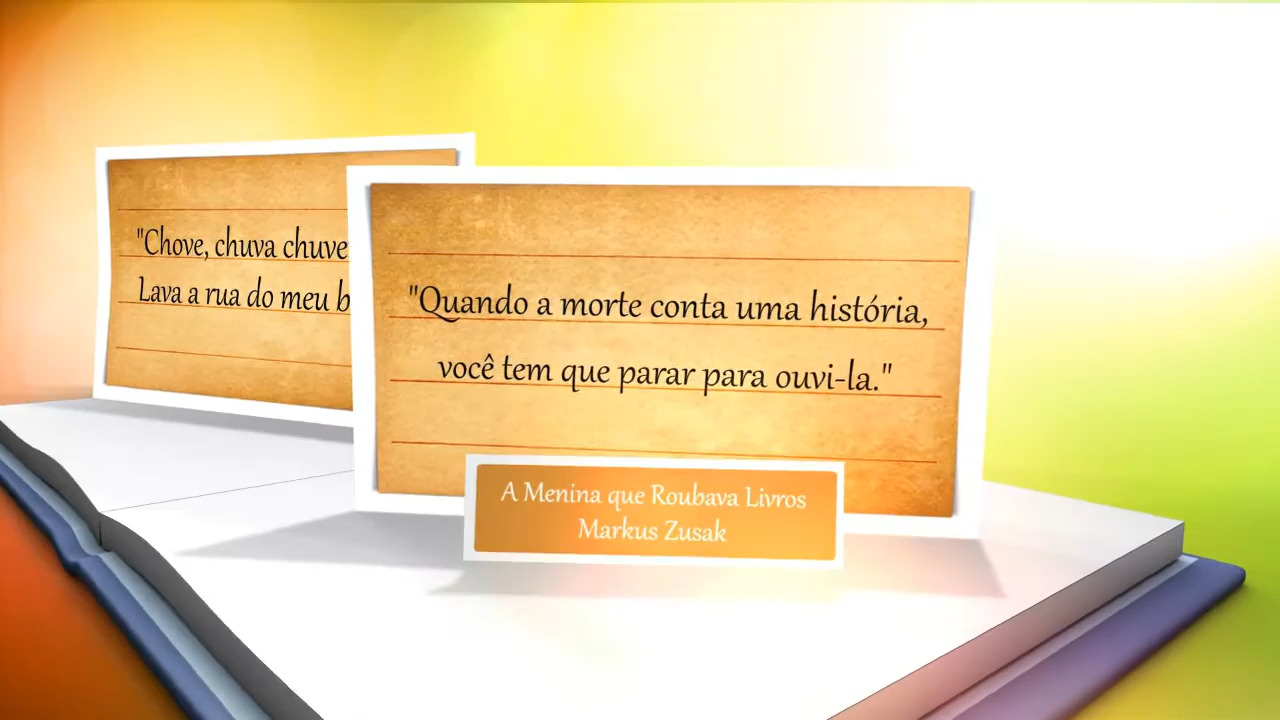 "Chove, chuva chuve
Lava a rua do meu
"Quando a morte conta uma história,
você tem que parar para ouvi-la."
A Menina que Roubava Livros
Markus Zusak